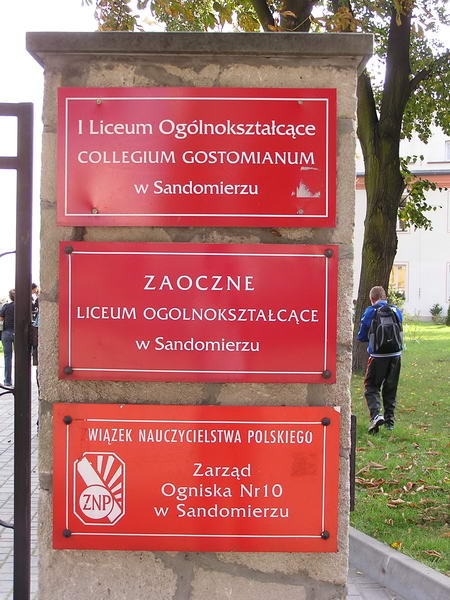 I Liceum Ogólnokształcące
COLLEGIUM GOSTOMIANUM
w Sandomierzu
ZAOCZNE
LICEUM OGOLNOKSZTAŁCĄCE
w Sandomierzu
WIĄZEK NAUCZYCIELSTWA POLSKIEGO
ZNP
Zarząd
Ogniska Nr10
w Sandomierzu